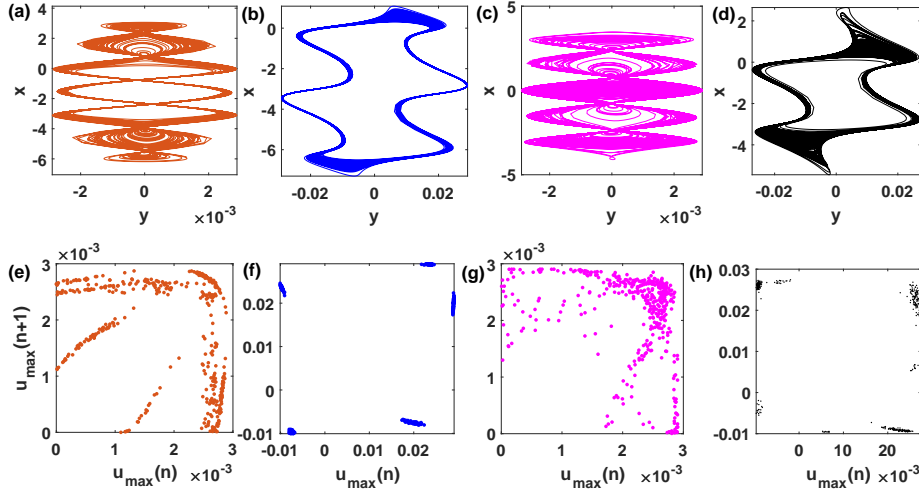 (a) (b) (c) (d)
4 2 0 -2 -4 -6
x
-2 0 2
y ×10⁻³
0 -2 -4 -6
x
-0.02 0 0.02
y
5 0 -5
x
-2 0 2
y ×10⁻³
2 0 -2 -4
x
-0.02 0 0.02
y
(e) (f) (g) (h)
×10⁻³
3 2 1 0
u_max(n+1)
0 1 2 3
u_max(n) ×10⁻³
0.02 0.01 0 -0.01
-0.01 0 0.01 0.02
u_max(n)
×10⁻³
3 2 1 0
0 1 2 3
u_max(n) ×10⁻³
0.03 0.02 0.01 0 -0.01
0 10 20
u_max(n) ×10⁻³